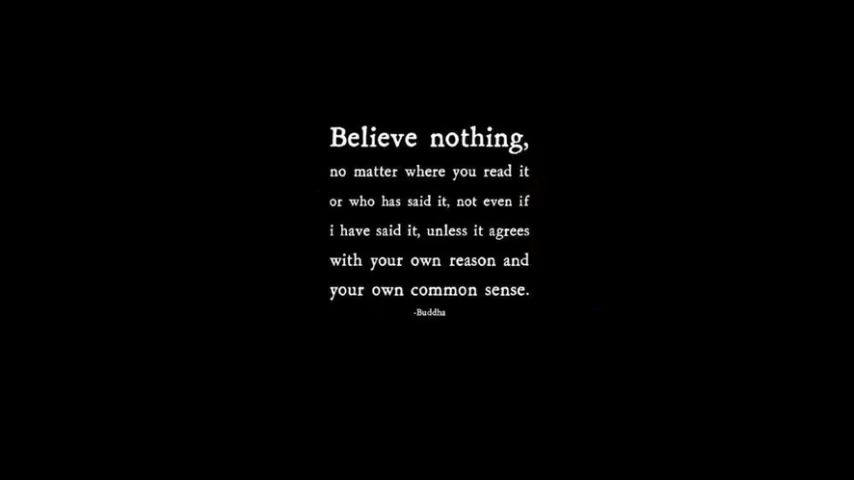 Believe nothing,
no matter where you read it
or who has said it, not even if
i have said it, unless it agrees
with your own reason and
your own common sense.
-Buddha